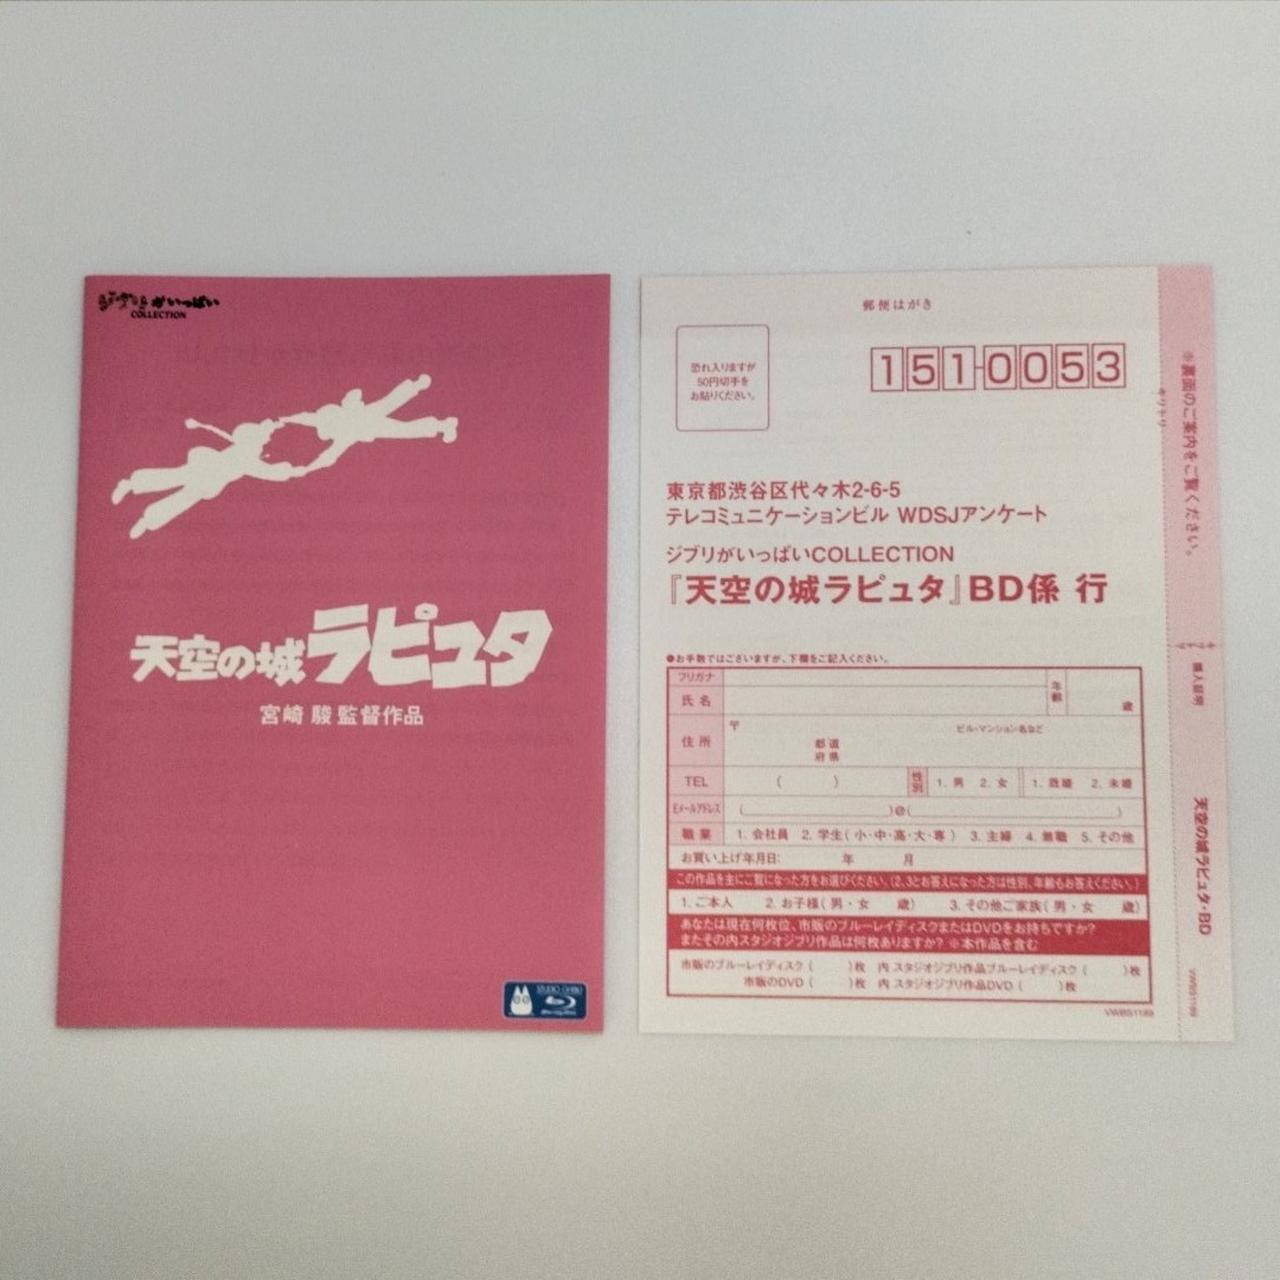 ジブリがいっぱい
COLLECTION
天空の城ラピュタ
宮崎 駿 監督作品
STUDIO GHIBLI
Blu-ray Disc
郵便はがき
恐れ入りますが
50円切手を
お貼りください。
151-0053
東京都渋谷区代々木2-6-5
テレコミュニケーションビル WDSJアンケート
ジブリがいっぱいCOLLECTION
『天空の城ラピュタ』BD係 行
●お手数ではございますが、下欄をご記入ください。
フリガナ
氏 名
年齢
歳
住 所
〒
ビル・マンション名など
都 道
府 県
TEL ( ) 性別 1. 男 2. 女 1. 既婚 2. 未婚
Eメールアドレス ( )@( )
職 業 1. 会社員 2. 学生( 小・中・高・大・専 ) 3. 主婦 4. 無職 5. その他
お買い上げ年月日: 年 月
この作品を主にご覧になった方をお選びください。(2、3とお答えになった方は性別、年齢もお答えください。)
1. ご本人 2. お子様( 男・女 歳) 3. その他ご家族( 男・女 歳)
あなたは現在何枚位、市販のブルーレイディスクまたはDVDをお持ちですか?
またその内スタジオジブリ作品は何枚ありますか? ※本作品を含む
市販のブルーレイディスク ( )枚 内 スタジオジブリ作品ブルーレイディスク ( )枚
市販のDVD ( )枚 内 スタジオジブリ作品DVD ( )枚
VWBS1189
キリトリ
※裏面のご案内をご覧ください。
キリトリ
購入証明
天空の城ラピュタ・BD
VWBS1189